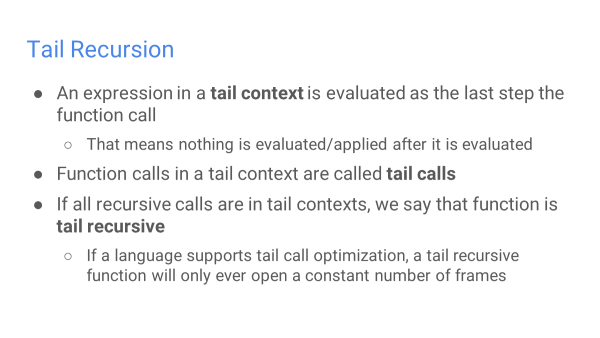 Tail Recursion
● An expression in a tail context is evaluated as the last step the
function call
○ That means nothing is evaluated/applied after it is evaluated
● Function calls in a tail context are called tail calls
● If all recursive calls are in tail contexts, we say that function is
tail recursive
○ If a language supports tail call optimization, a tail recursive
function will only ever open a constant number of frames